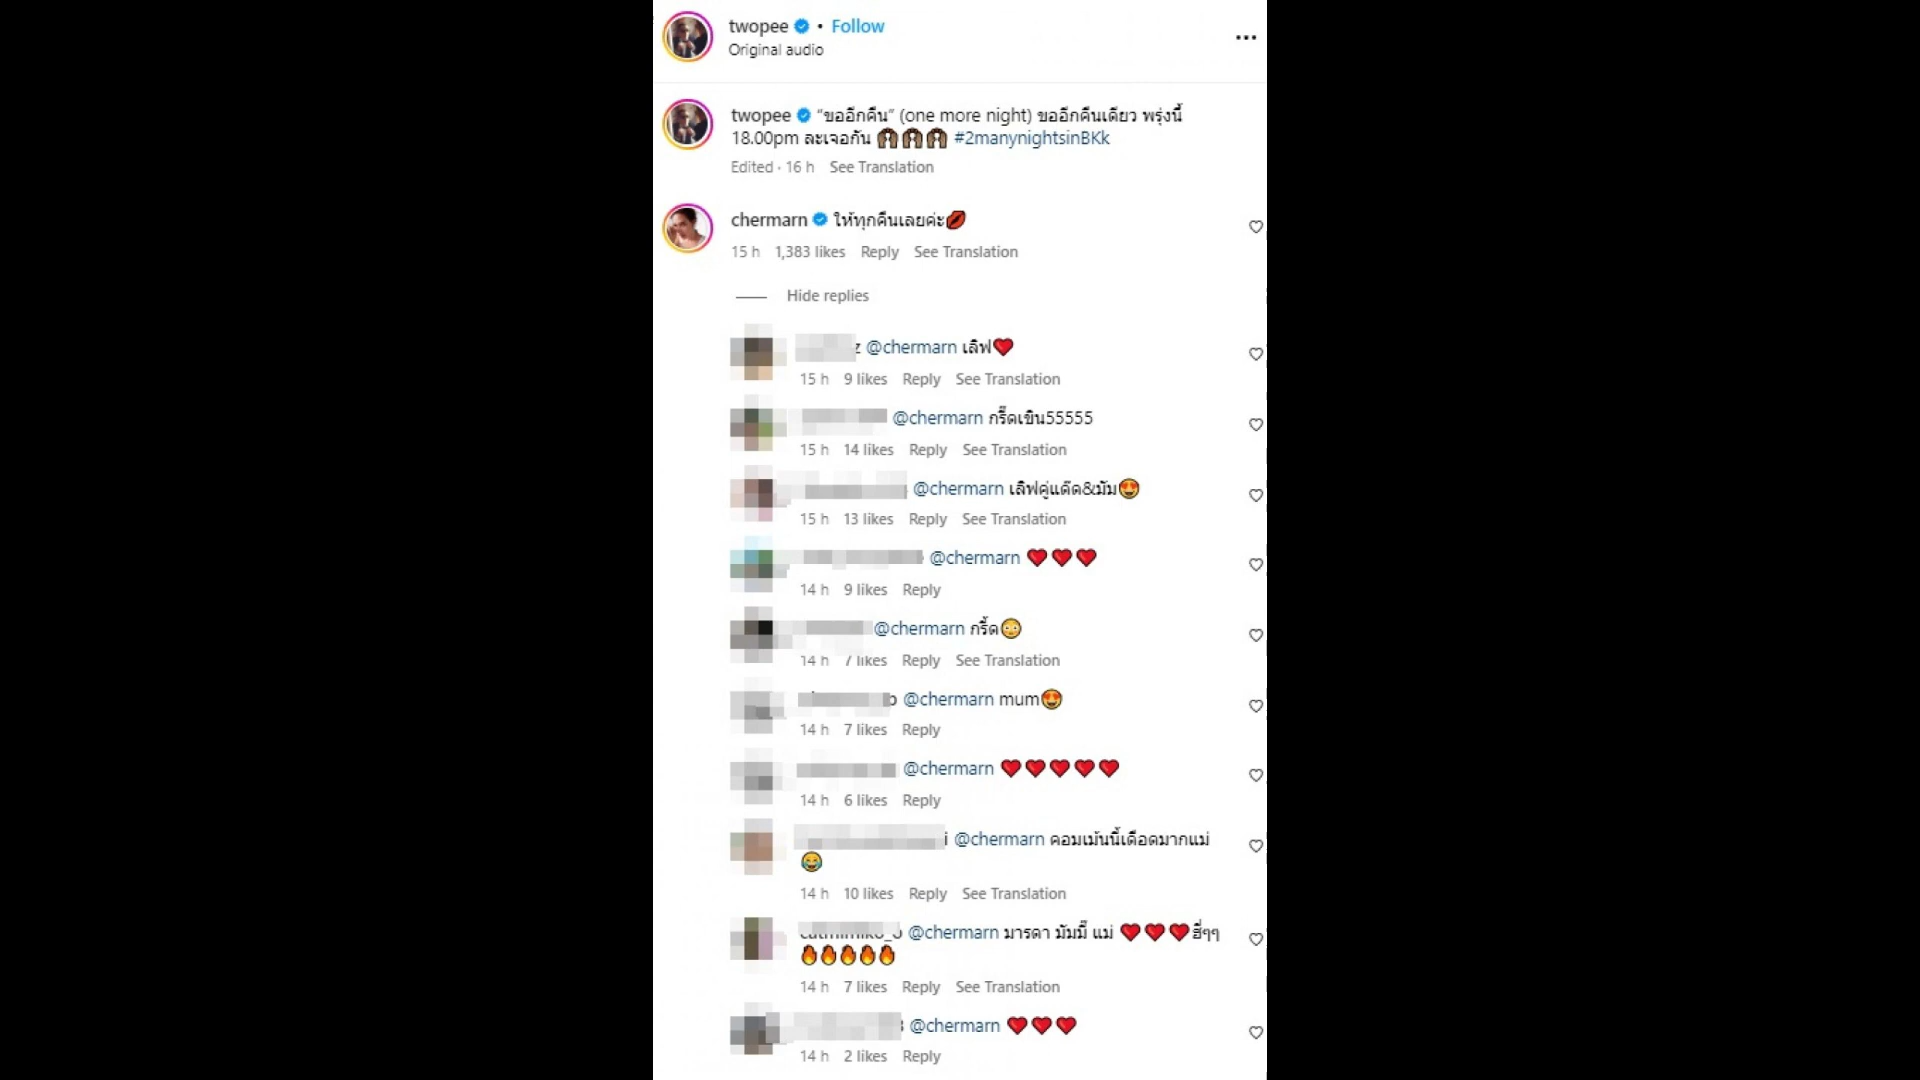 twopee • Follow
Original audio
twopee “ขออีกคืน” (one more night) ขออีกคืนเดียว พรุ่งนี้
18.00pm ละเจอกัน 🙌🏽🙌🏽🙌🏽 #2manynightsinBKk
Edited · 16 h See Translation
chermarn ให้ทุกคืนเลยค่ะ💋
15 h 1,383 likes Reply See Translation
Hide replies
@chermarn เลิฟ❤️
15 h 9 likes Reply See Translation
@chermarn กรี๊ดเขิน55555
15 h 14 likes Reply See Translation
@chermarn เลิฟคู่แด๊ด&มัม😍
15 h 13 likes Reply See Translation
@chermarn ❤️❤️❤️
14 h 9 likes Reply
@chermarn กรี้ด😳
14 h 7 likes Reply See Translation
@chermarn mum😍
14 h 7 likes Reply
@chermarn ❤️❤️❤️❤️❤️
14 h 6 likes Reply
@chermarn คอมเม้นนี้เดือดมากแม่
😂
14 h 10 likes Reply See Translation
@chermarn มารดา มัมมี๊ แม่ ❤️❤️❤️ฮี่ๆๆ
🔥🔥🔥🔥🔥
14 h 7 likes Reply See Translation
@chermarn ❤️❤️❤️
14 h 2 likes Reply